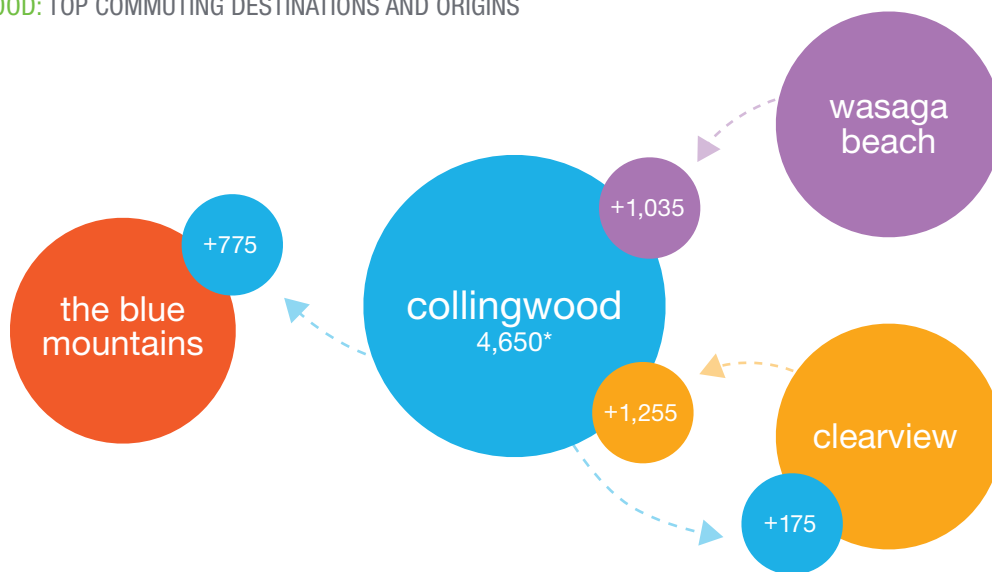 OOD: TOP COMMUTING DESTINATIONS AND ORIGINS
wasaga
beach
+1,035
+775
the blue
mountains
collingwood
4,650*
+1,255
clearview
+175